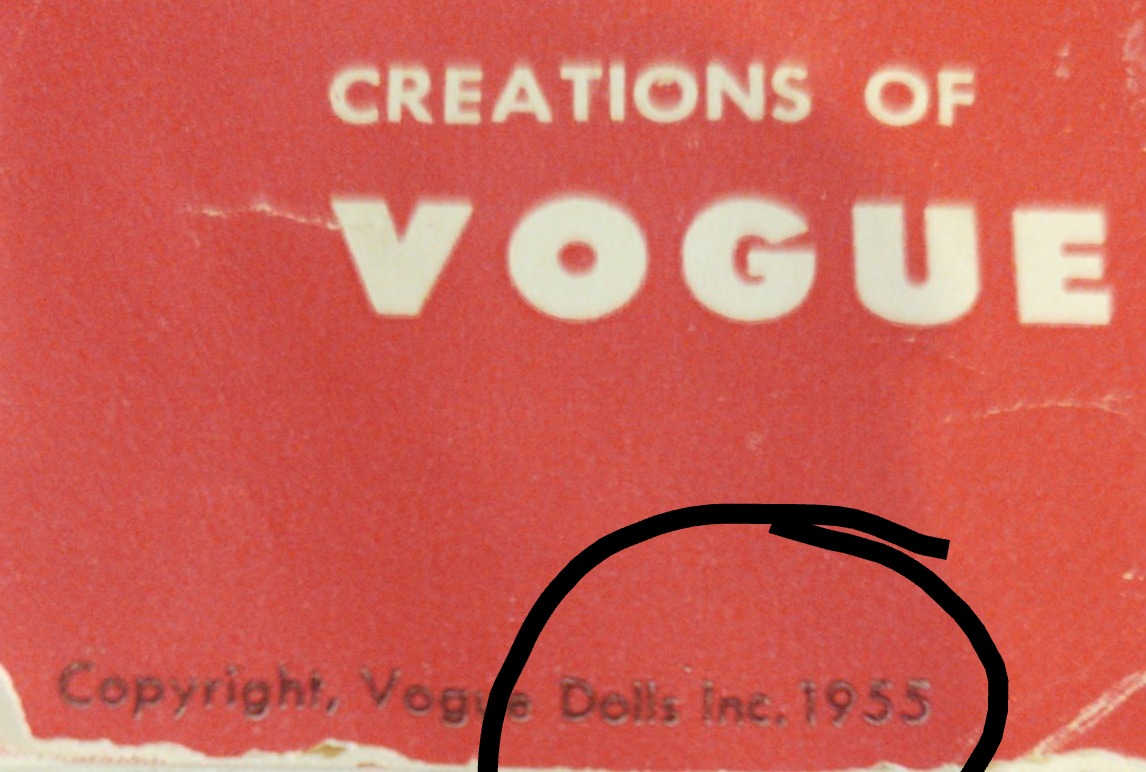 CREATIONS OF
VOGUE
Copyright, Vogue Dolls Inc. 1955